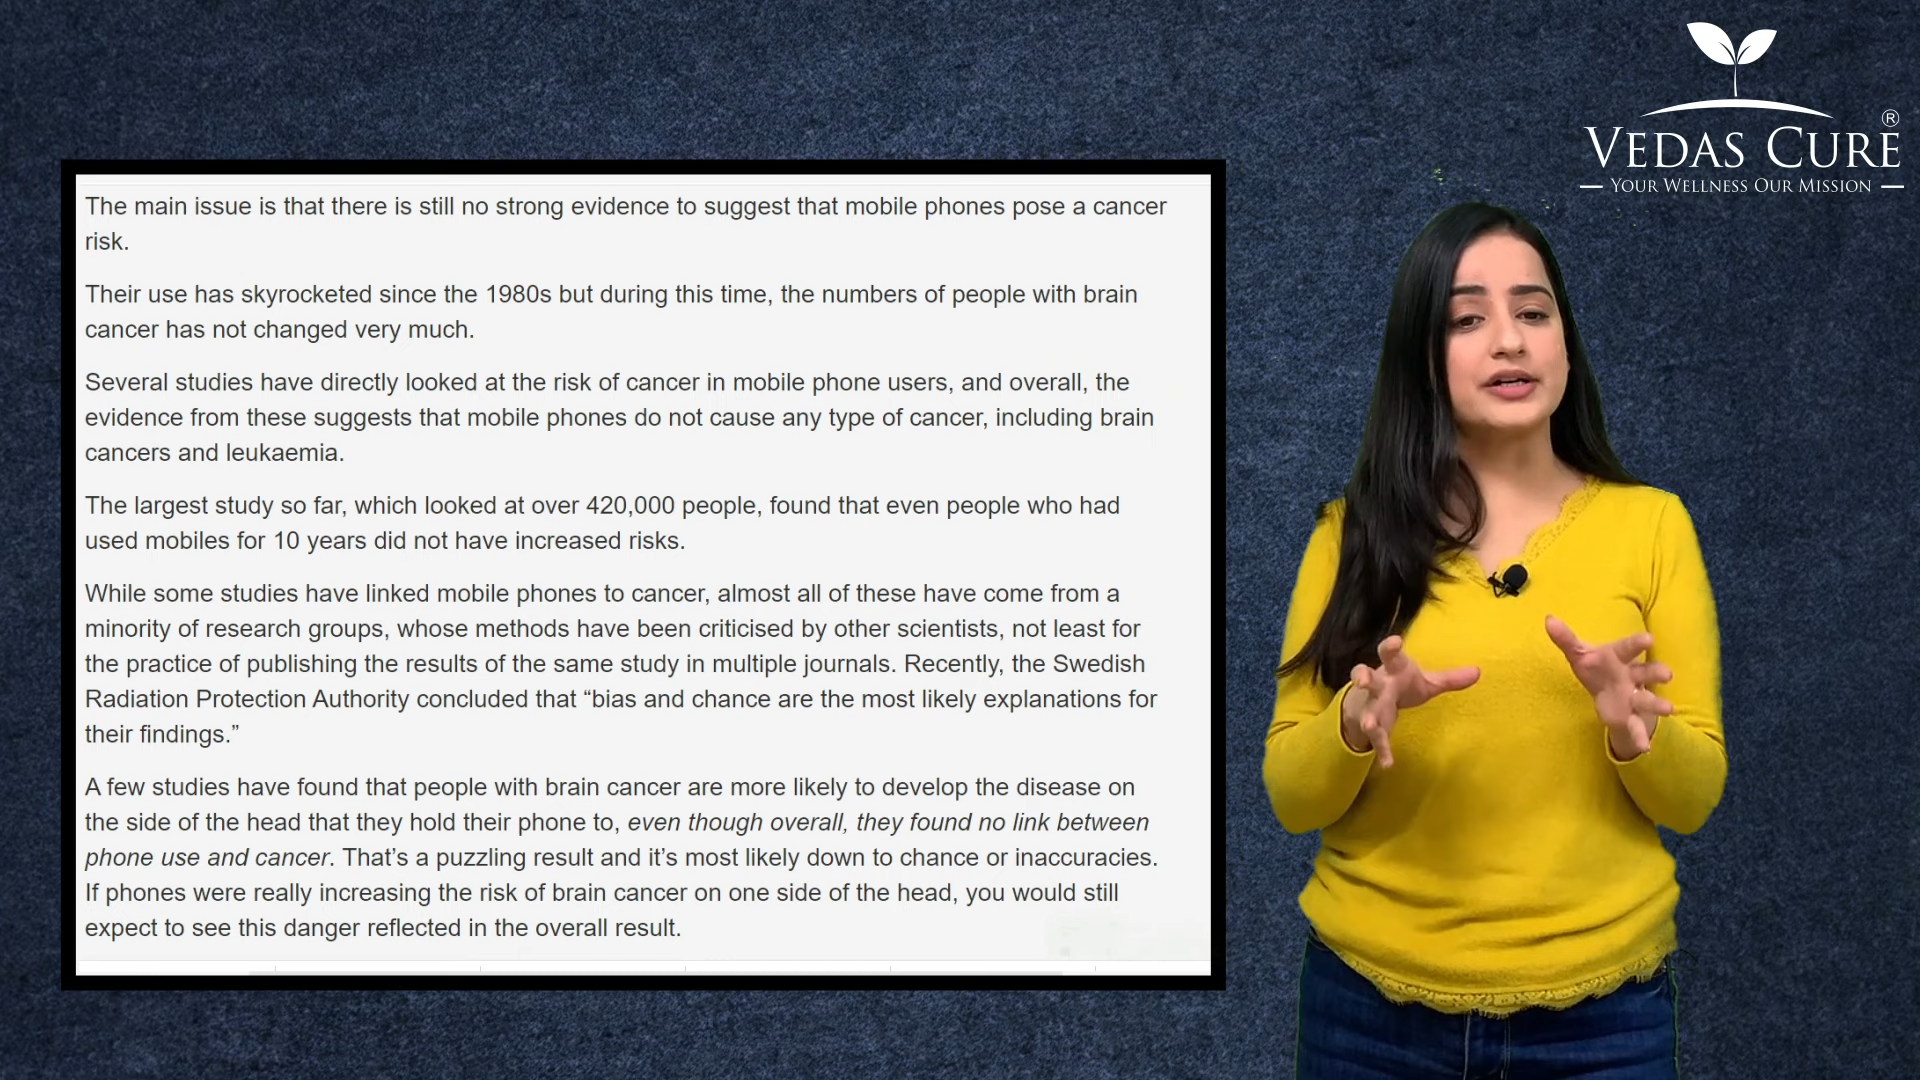 The main issue is that there is still no strong evidence to suggest that mobile phones pose a cancer
risk.
Their use has skyrocketed since the 1980s but during this time, the numbers of people with brain
cancer has not changed very much.
Several studies have directly looked at the risk of cancer in mobile phone users, and overall, the
evidence from these suggests that mobile phones do not cause any type of cancer, including brain
cancers and leukaemia.
The largest study so far, which looked at over 420,000 people, found that even people who had
used mobiles for 10 years did not have increased risks.
While some studies have linked mobile phones to cancer, almost all of these have come from a
minority of research groups, whose methods have been criticised by other scientists, not least for
the practice of publishing the results of the same study in multiple journals. Recently, the Swedish
Radiation Protection Authority concluded that “bias and chance are the most likely explanations for
their findings.”
A few studies have found that people with brain cancer are more likely to develop the disease on
the side of the head that they hold their phone to, even though overall, they found no link between
phone use and cancer. That’s a puzzling result and it’s most likely down to chance or inaccuracies.
If phones were really increasing the risk of brain cancer on one side of the head, you would still
expect to see this danger reflected in the overall result.
VEDAS CURE ®
YOUR WELLNESS OUR MISSION